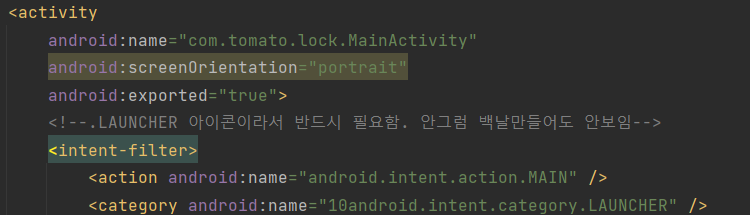 <activity
android:name="com.tomato.lock.MainActivity"
android:screenOrientation="portrait"
android:exported="true">
<!--.LAUNCHER 아이콘이라서 반드시 필요함. 안그럼 백날만들어도 안보임-->
<intent-filter>
<action android:name="android.intent.action.MAIN" />
<category android:name="10android.intent.category.LAUNCHER" />